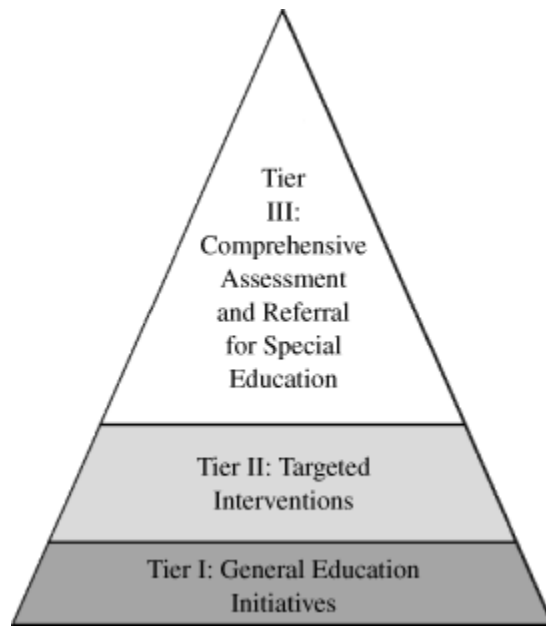 Tier
III:
Comprehensive
Assessment
and Referral
for Special
Education
Tier II: Targeted
Interventions
Tier I: General Education
Initiatives